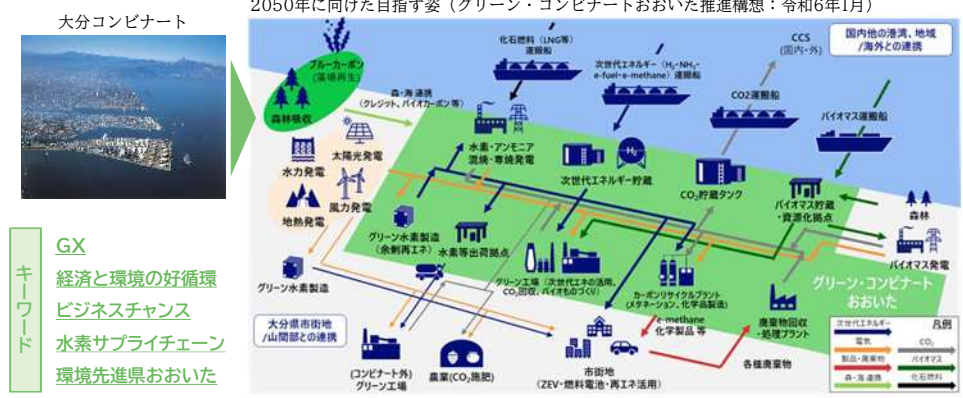 2050年に向けた目指す姿（グリーン・コンビナートおおいた推進構想：令和6年1月）
大分コンビナート
ブルーカーボン
(藻場再生)
森林吸収
森・海連携
(クレジット、バイオカーボン等)
化石燃料（LNG等）
運搬船
次世代エネルギー（H₂・NH₃・
e-fuel・e-methane）運搬船
CCS
(国内・外)
国内他の港湾、地域
/海外との連携
CO2運搬船
バイオマス運搬船
太陽光発電
水力発電
風力発電
地熱発電
水素・アンモニア
混焼・専焼発電
H₂
次世代エネルギー貯蔵
CO₂貯蔵タンク
バイオマス貯蔵
・資源化拠点
森林
バイオマス発電
グリーン水素製造
(余剰再エネ)
水素等出荷拠点
グリーン工場（次世代エネの活用、
CO₂回収、バイオものづくり）
カーボンリサイクルプラント
(メタネーション、化学品製造)
グリーン・コンビナート
おおいた
グリーン水素製造
大分県市街地
/山間部との連携
e-methane
化学製品 等
廃棄物回収
・処理プラント
(コンビナート外)
グリーン工場
農業(CO₂施肥)
市街地
(ZEV・燃料電池・再エネ活用)
各種廃棄物
凡例
次世代エネルギー
電気
CO₂
製品・廃棄物
バイオマス
森・海連携
化石燃料
キーワード
GX
経済と環境の好循環
ビジネスチャンス
水素サプライチェーン
環境先進県おおいた